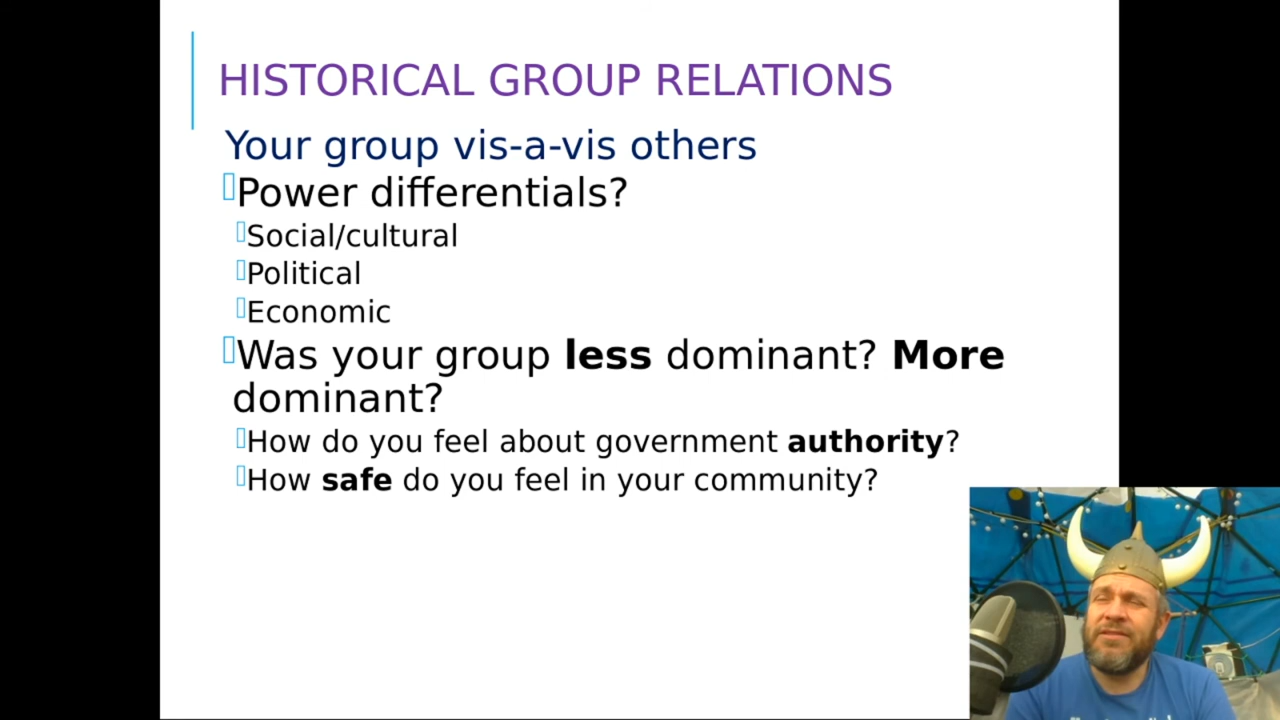 HISTORICAL GROUP RELATIONS
Your group vis-a-vis others
Power differentials?
Social/cultural
Political
Economic
Was your group less dominant? More
dominant?
How do you feel about government authority?
How safe do you feel in your community?